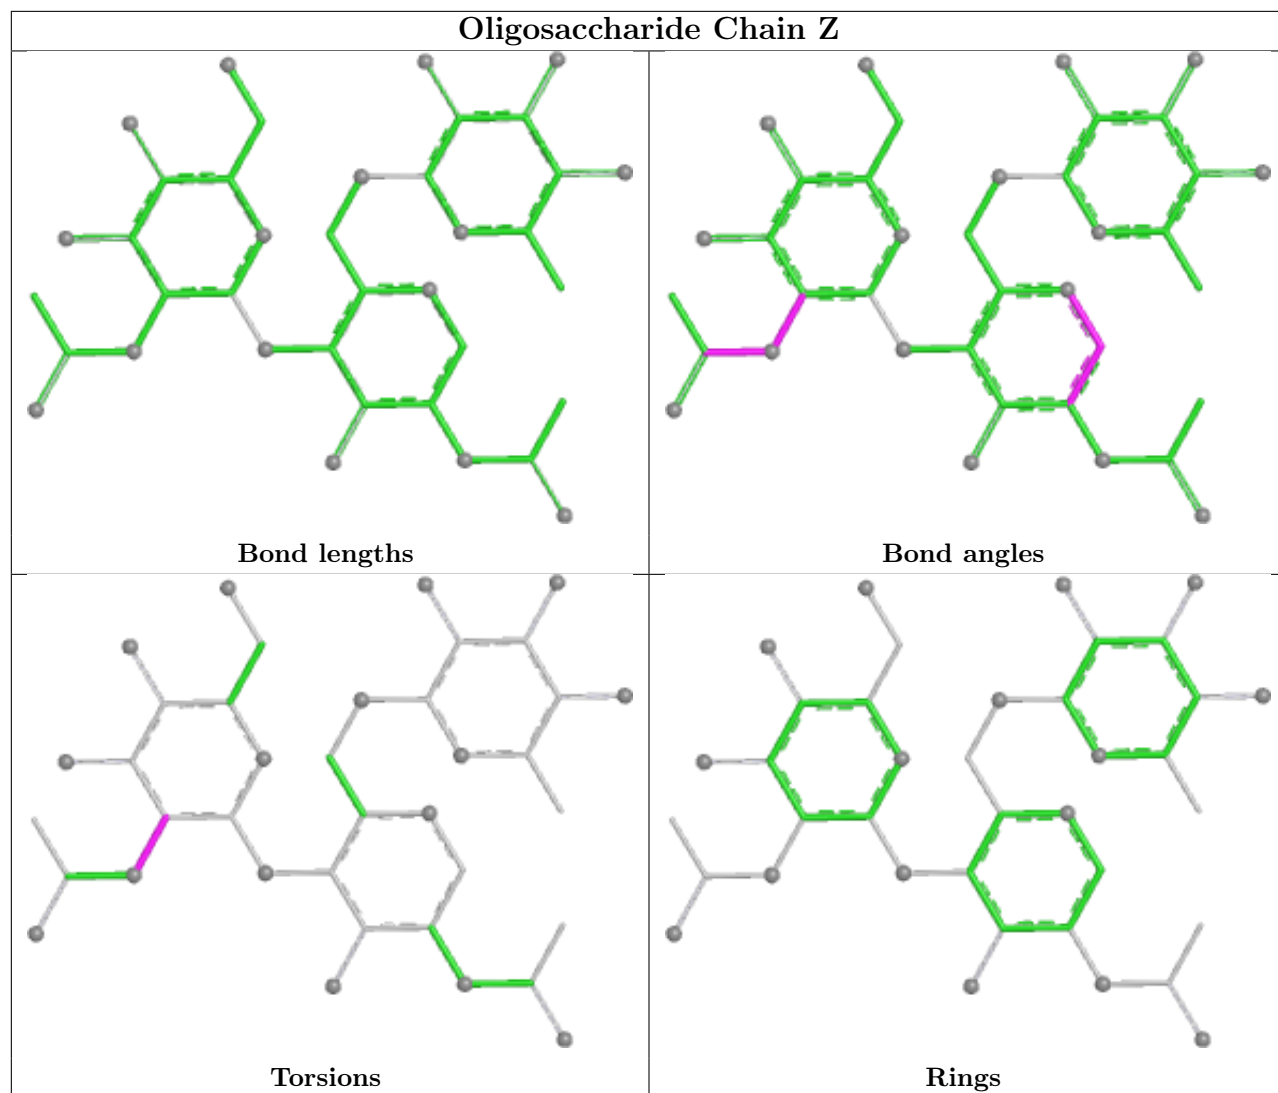 Oligosaccharide Chain Z
Bond lengths
Bond angles
Torsions
Rings